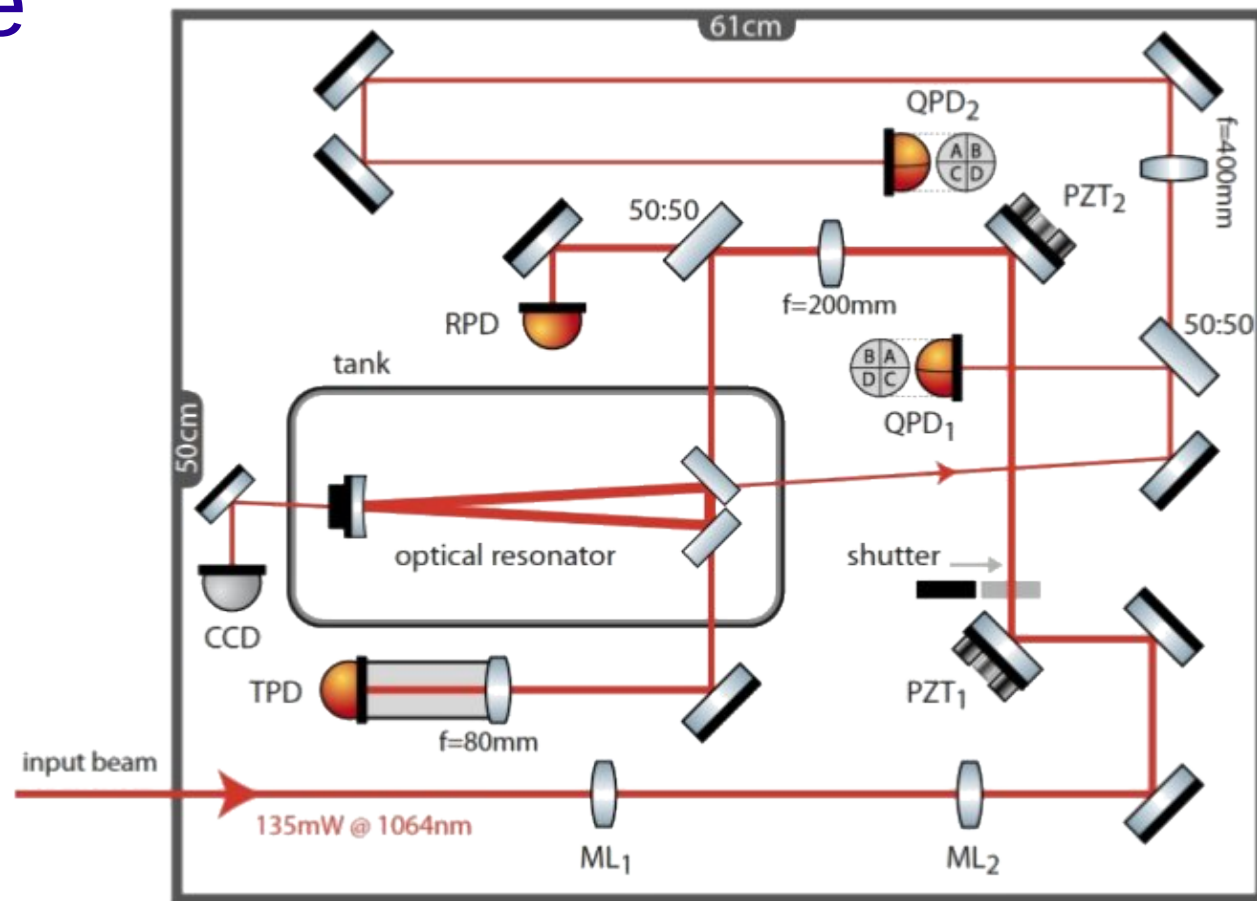 e
61cm
QPD2
A B
C D
f=400mm
PZT2
50:50
f=200mm
RPD
50:50
tank
B A
D C
QPD1
50cm
optical resonator
shutter
CCD
TPD
PZT1
f=80mm
input beam
135mW @ 1064nm
ML1
ML2